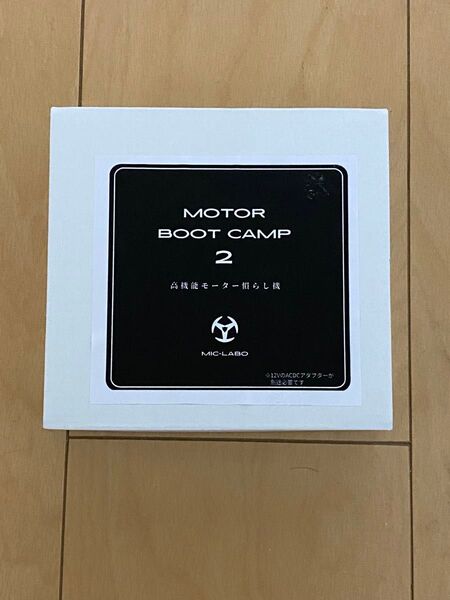 MOTOR
BOOT CAMP
2
高機能モーター慣らし機
MIC-LABO
※12VのACDCアダプターが
別途必要です